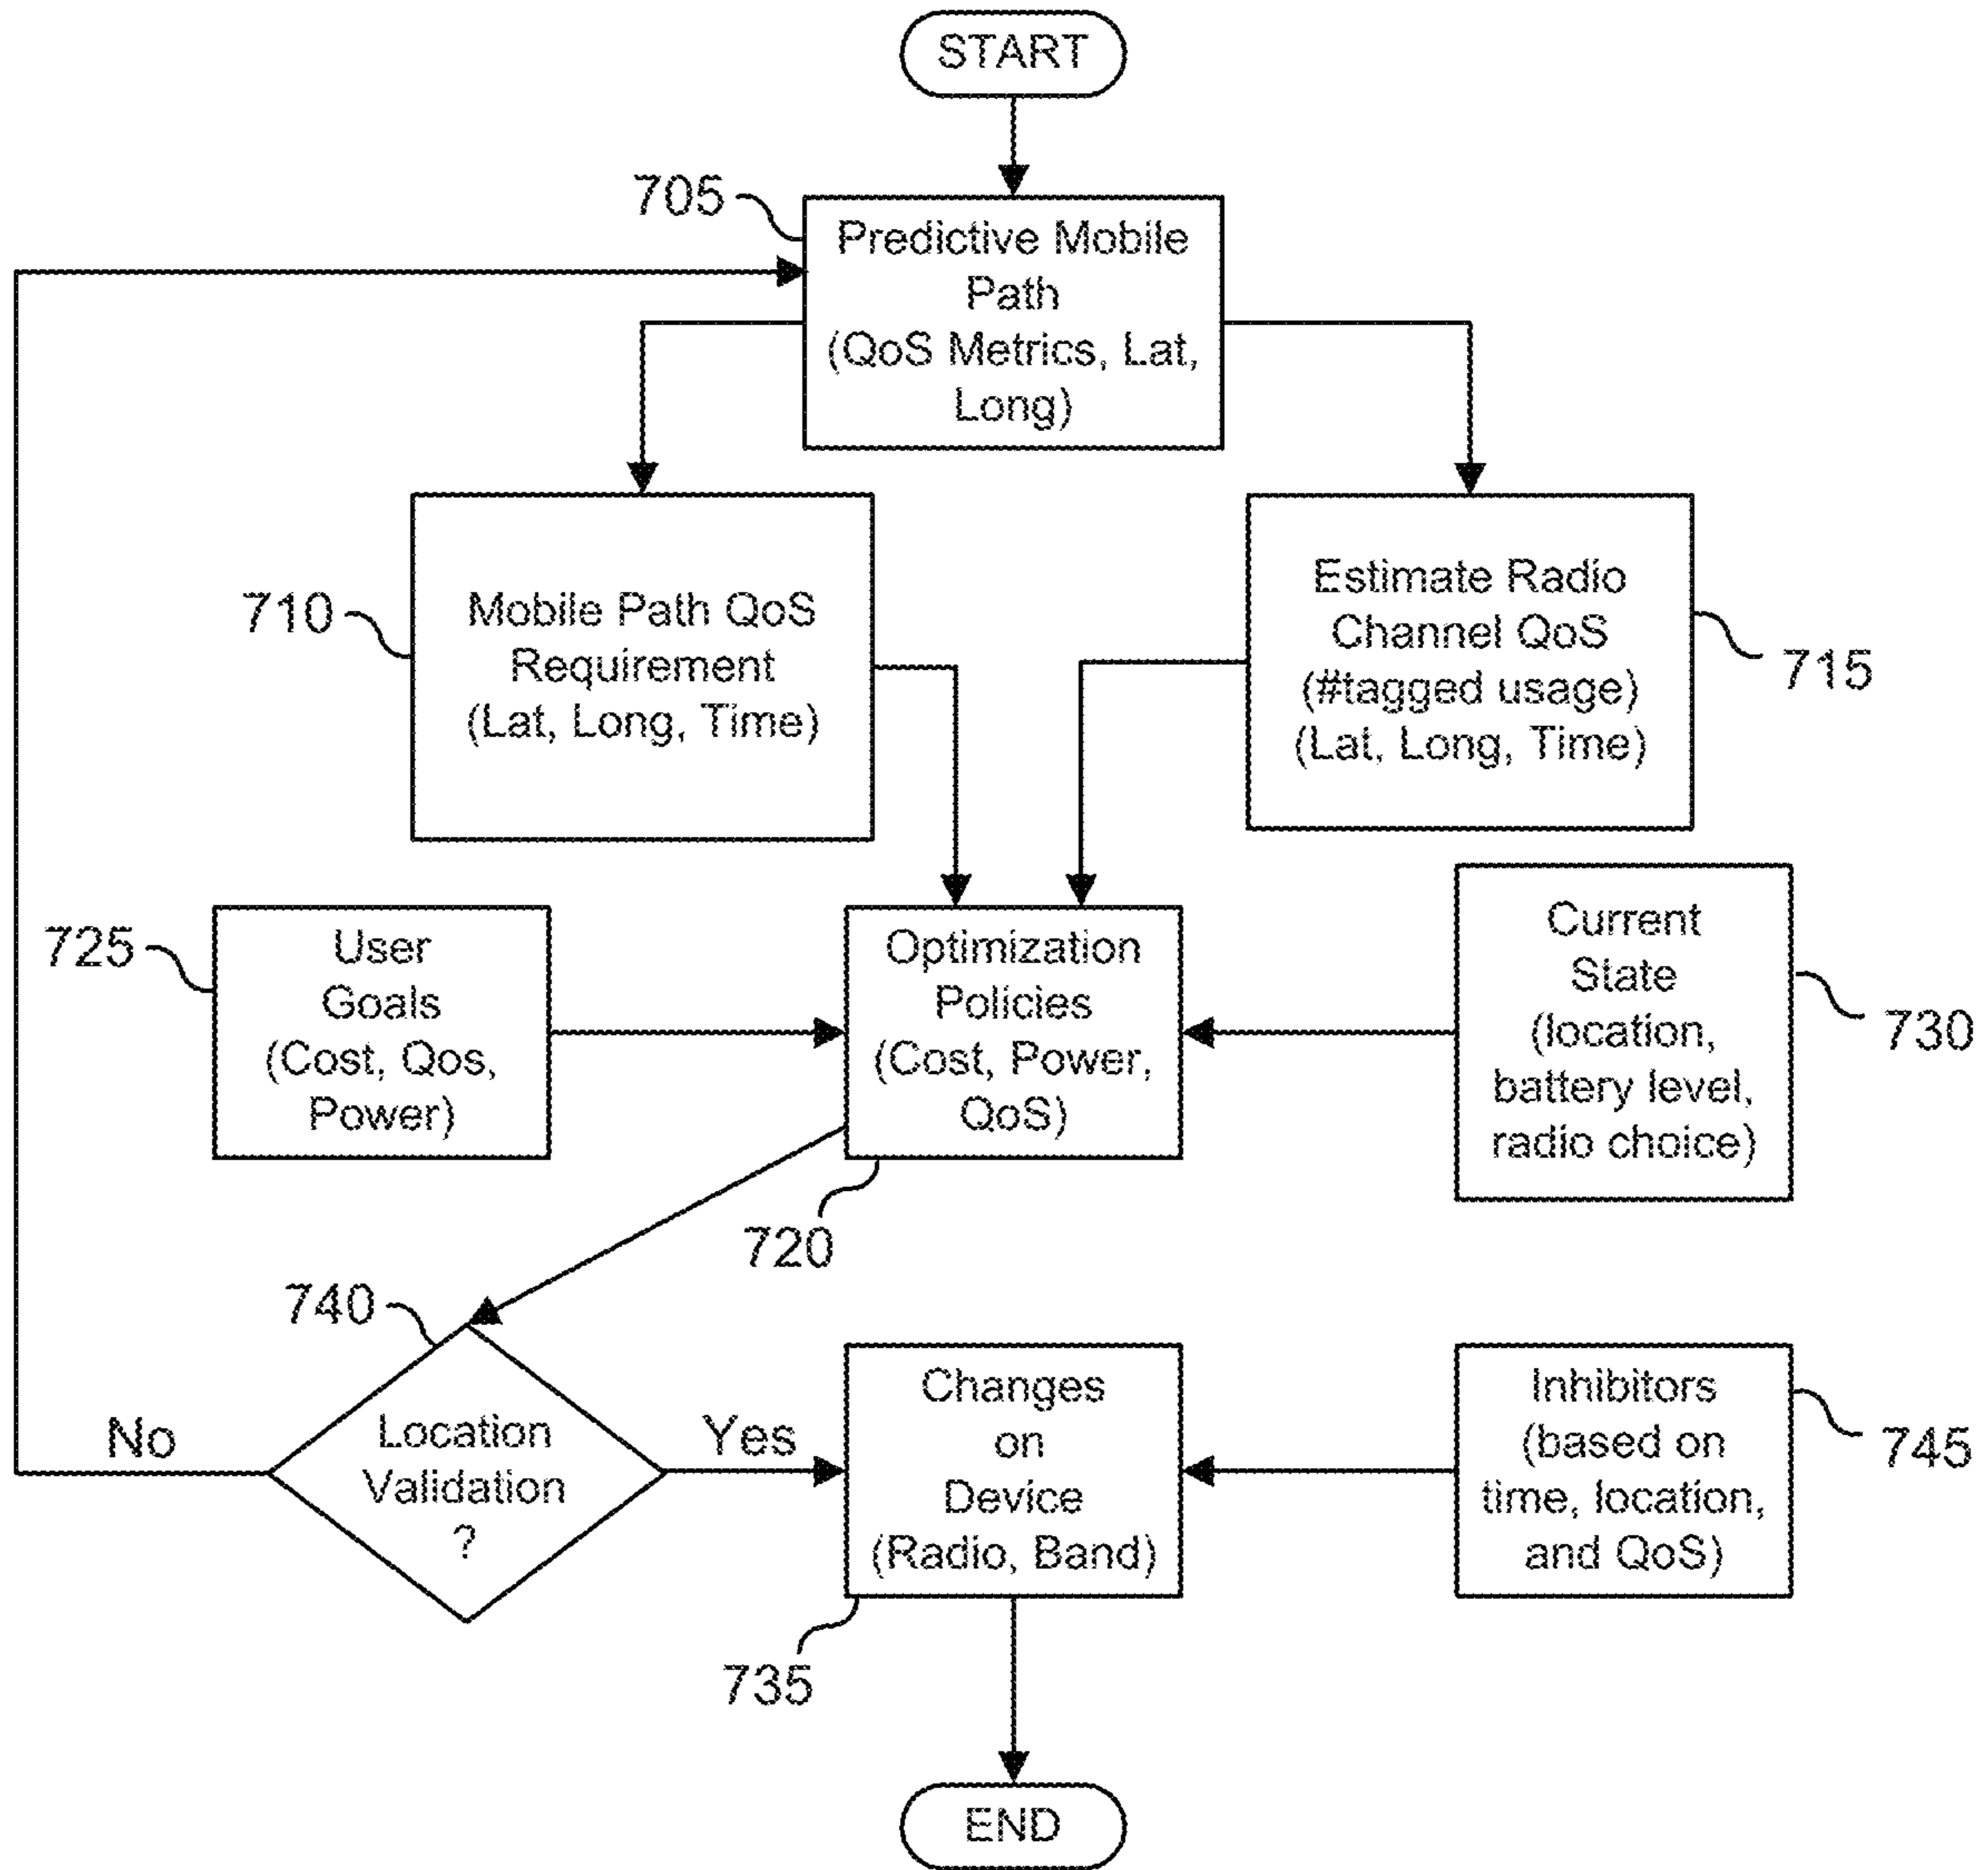 START
705
Predictive Mobile
Path
(QoS Metrics, Lat,
Long)
710
Mobile Path QoS
Requirement
(Lat, Long, Time)
Estimate Radio
Channel QoS
(#tagged usage)
(Lat, Long, Time)
715
725
User
Goals
(Cost, Qos,
Power)
Optimization
Policies
(Cost, Power,
QoS)
720
Current
State
(location,
battery level,
radio choice)
730
740
Location
Validation
?
No
Yes
Changes
on
Device
(Radio, Band)
735
Inhibitors
(based on
time, location,
and QoS)
745
END